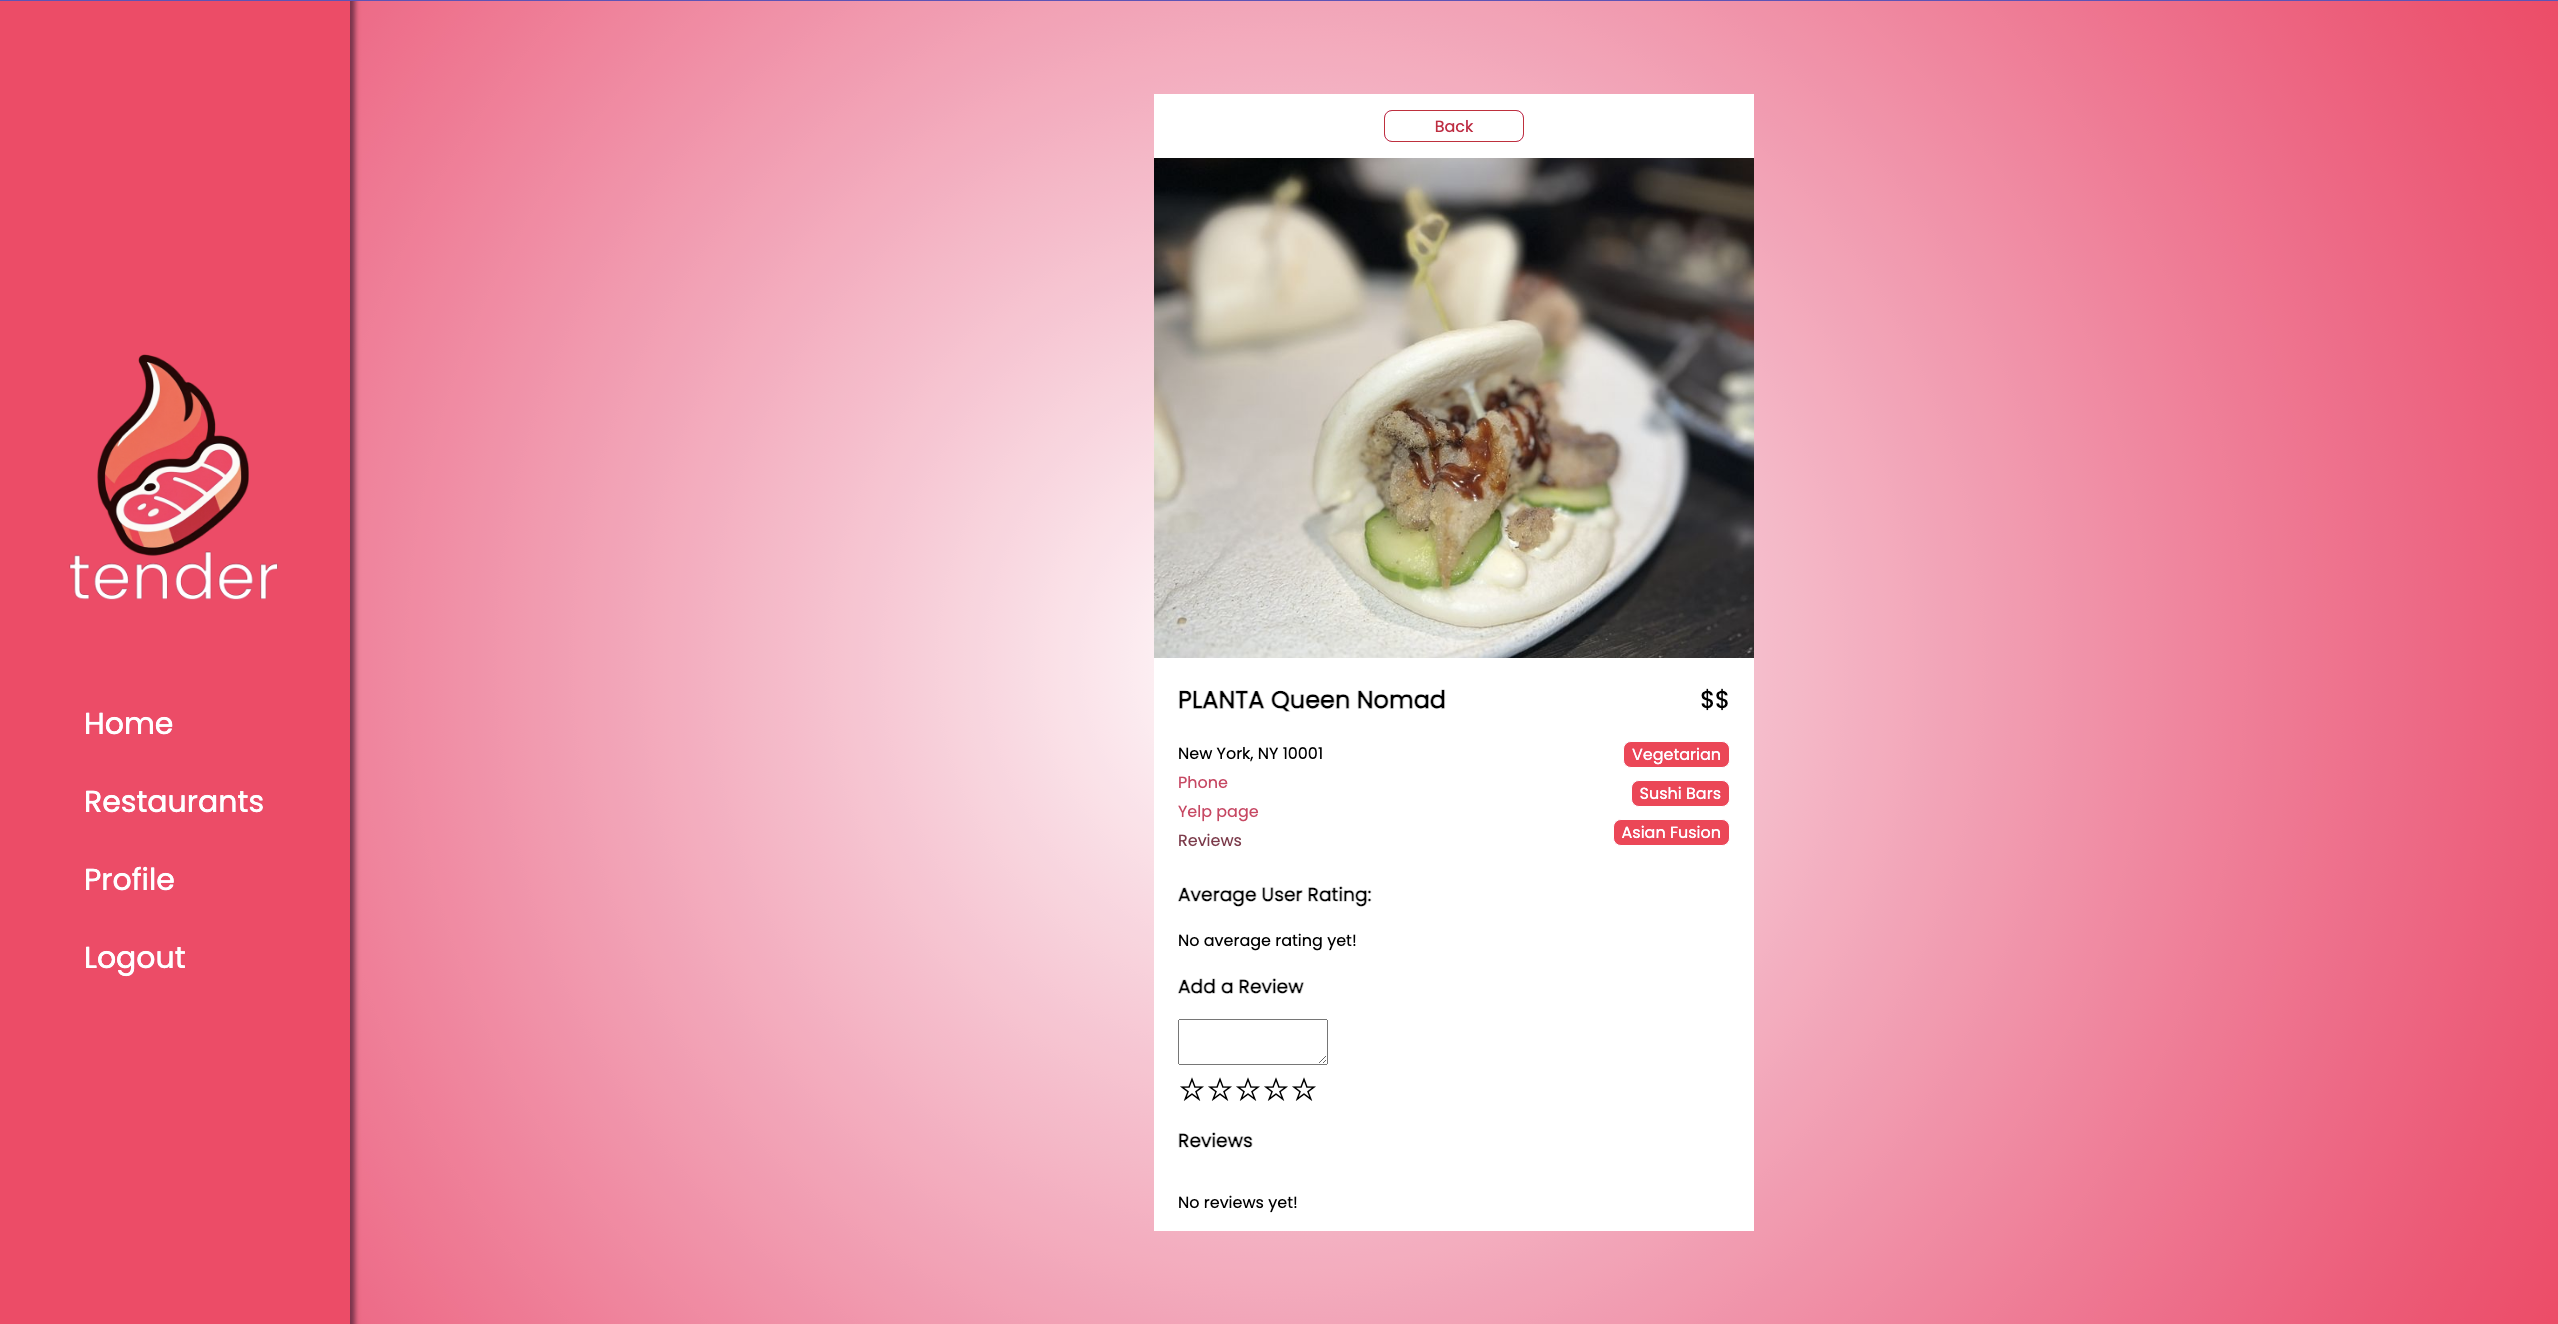 tender
Home
Restaurants
Profile
Logout
Back
PLANTA Queen Nomad
$$
New York, NY 10001
Phone
Yelp page
Reviews
Vegetarian
Sushi Bars
Asian Fusion
Average User Rating:
No average rating yet!
Add a Review
Reviews
No reviews yet!